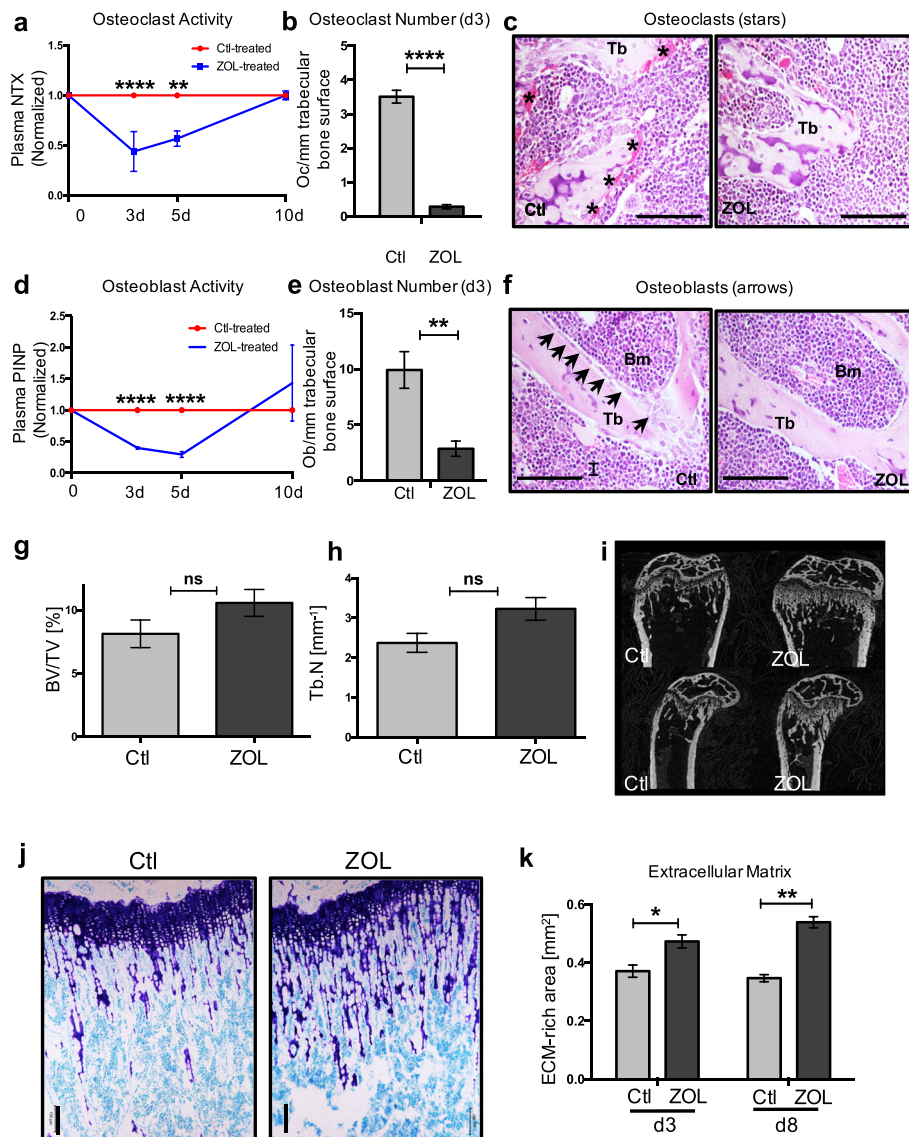 a
Osteoclast Activity
Ctl-treated
ZOL-treated
**** **
Plasma NTX
(Normalized)
1.5
1.0
0.5
0.0
0 3d 5d 10d
b
Osteoclast Number (d3)
****
Oc/mm trabecular
bone surface
5
4
3
2
1
0
Ctl ZOL
c
Osteoclasts (stars)
Tb
*
*
*
*
*
Ctl
Tb
ZOL
d
Osteoblast Activity
Ctl-treated
ZOL-treated
**** ****
Plasma PINP
(Normalized)
2.5
2.0
1.5
1.0
0.5
0.0
0 3d 5d 10d
e
Osteoblast Number (d3)
**
Ob/mm trabecular
bone surface
15
10
5
0
Ctl ZOL
f
Osteoblasts (arrows)
Bm
Tb
Ctl
Bm
Tb
ZOL
g
ns
BV/TV [%]
10
5
0
Ctl ZOL
h
ns
Tb.N [mm-1]
4
3
2
1
0
Ctl ZOL
i
Ctl ZOL
Ctl ZOL
j
Ctl ZOL
k
Extracellular Matrix
* **
ECM-rich area [mm2]
0.6
0.4
0.2
0.0
Ctl ZOL Ctl ZOL
d3 d8